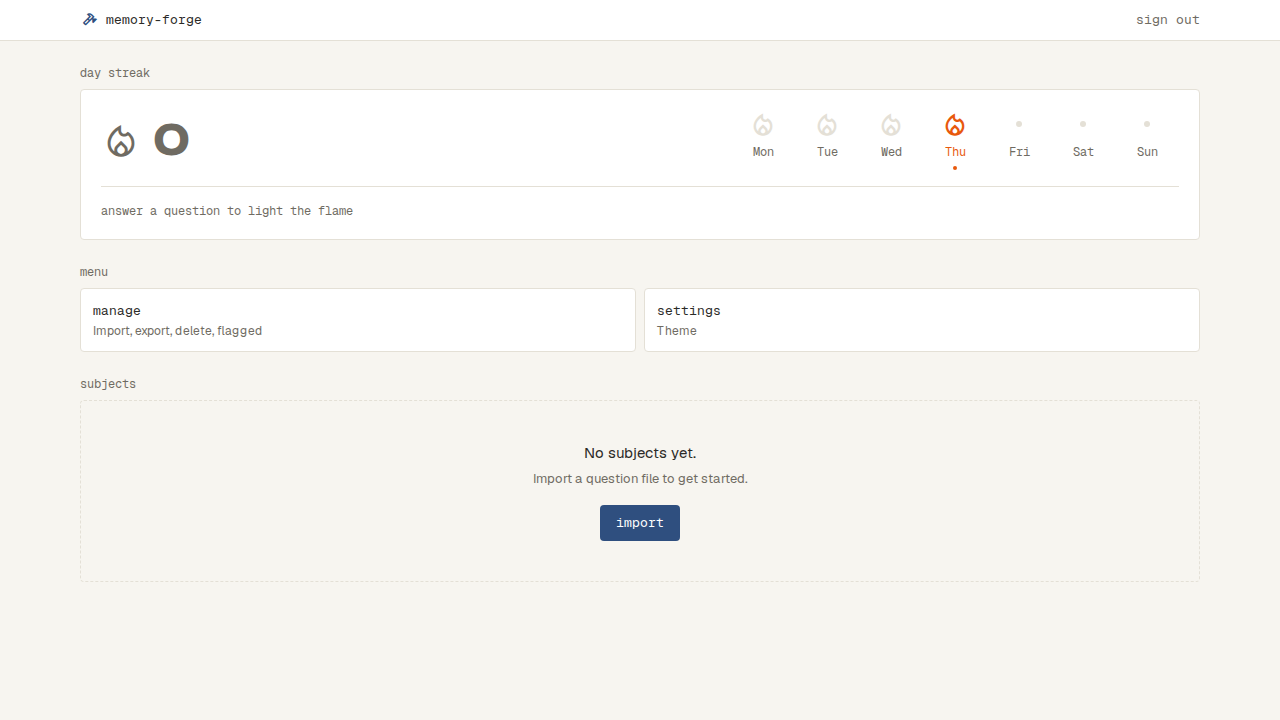 memory-forge
sign out
day streak
0
Mon Tue Wed Thu Fri Sat Sun
answer a question to light the flame
menu
manage
Import, export, delete, flagged
settings
Theme
subjects
No subjects yet.
Import a question file to get started.
import